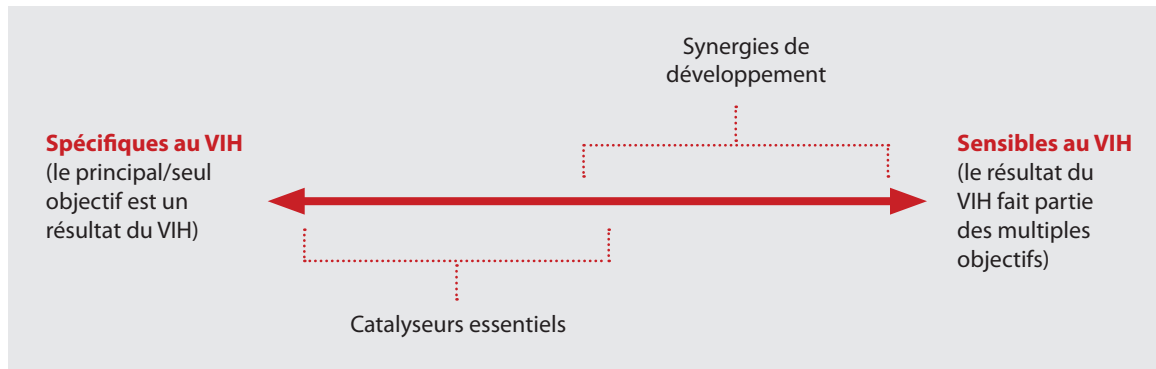 Synergies de
développement
Spécifiques au VIH
(le principal/seul
objectif est un
résultat du VIH)
Sensibles au VIH
(le résultat du
VIH fait partie
des multiples
objectifs)
Catalyseurs essentiels